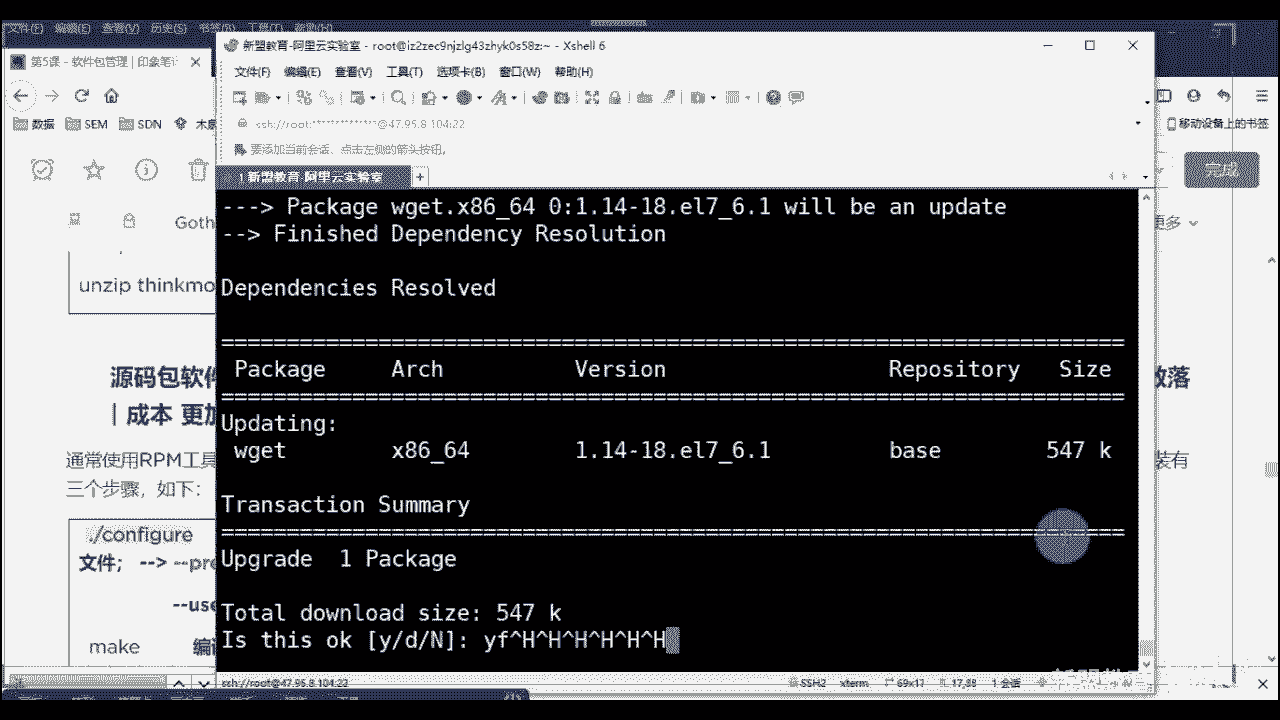 文件(F) 编辑(E) 查看(V) 历史(S) 书签(B) 工具(T) 帮助(H)
新盟教育-阿里云实验室 - root@iz2zec9njzlg43zhyk0s58z:~ - Xshell 6
第5课 - 软件包管理 | 印象笔
文件(F) 编辑(E) 查看(V) 工具(T) 选项卡(B) 窗口(W) 帮助(H)
数据 SEM SDN
移动设备上的书签
ssh://root:************@47.95.8.104:22
要添加当前会话，点击左侧的箭头按钮。
完成
1 新盟教育-阿里云实验室
---> Package wget.x86_64 0:1.14-18.el7_6.1 will be an update
--> Finished Dependency Resolution
Goth
更多
unzip thinkmo
Dependencies Resolved
================================================================
Package Arch Version Repository Size
================================================================
源码包软件
散落
| 成本 更加
Updating:
wget x86_64 1.14-18.el7_6.1 base 547 k
通常使用RPM工具
装有
三个步骤，如下：
Transaction Summary
================================================================
./configure
文件； --> --pre
Upgrade 1 Package
--use
Total download size: 547 k
Is this ok [y/d/N]: yf^H^H^H^H^H^H
make 编译
ssh://root@47.95.8.104:22
SSH2 xterm 69x17 17,38 1 会话